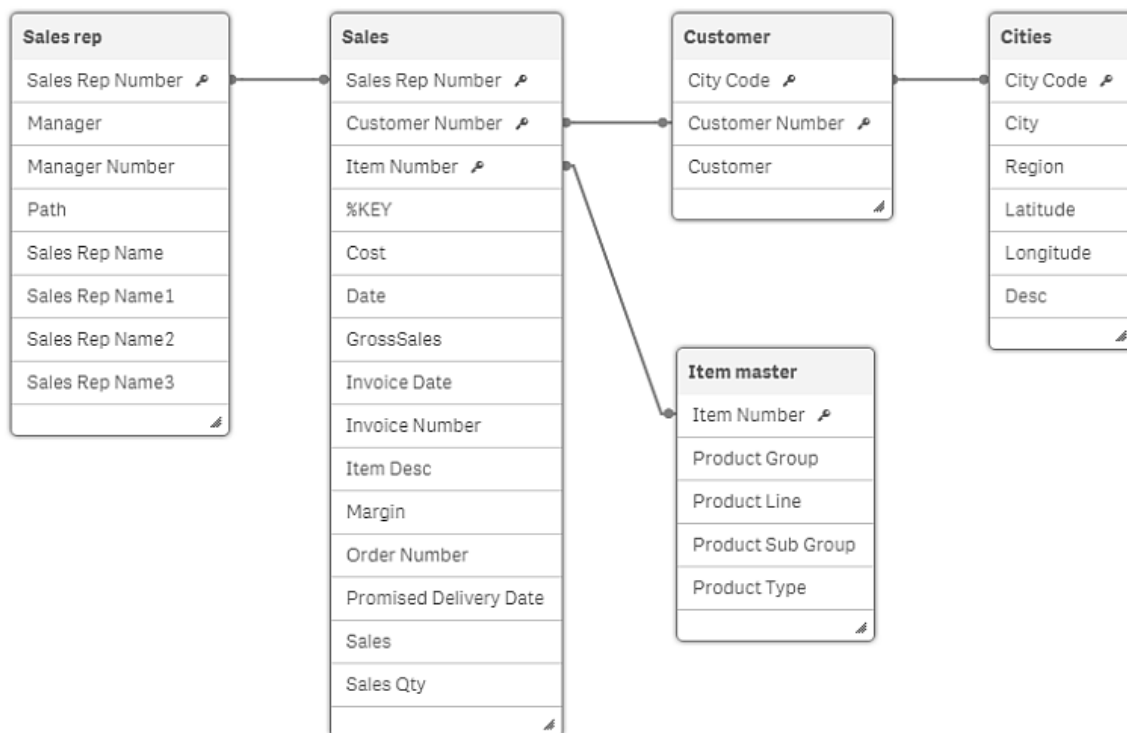 Sales rep
Sales Rep Number
Manager
Manager Number
Path
Sales Rep Name
Sales Rep Name1
Sales Rep Name2
Sales Rep Name3
Sales
Sales Rep Number
Customer Number
Item Number
%KEY
Cost
Date
GrossSales
Invoice Date
Invoice Number
Item Desc
Margin
Order Number
Promised Delivery Date
Sales
Sales Qty
Customer
City Code
Customer Number
Customer
Item master
Item Number
Product Group
Product Line
Product Sub Group
Product Type
Cities
City Code
City
Region
Latitude
Longitude
Desc